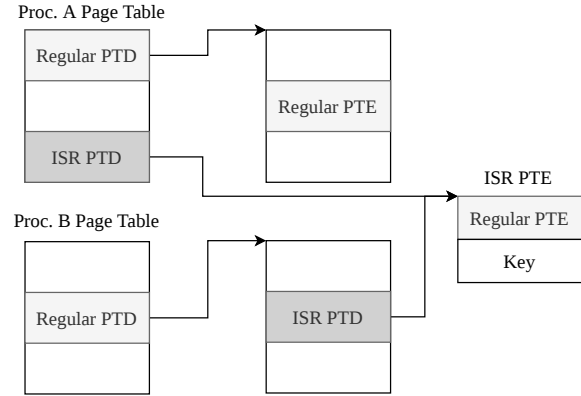 Proc. A Page Table
Regular PTD
Regular PTE
ISR PTD
ISR PTE
Regular PTE
Key
Proc. B Page Table
Regular PTD
ISR PTD